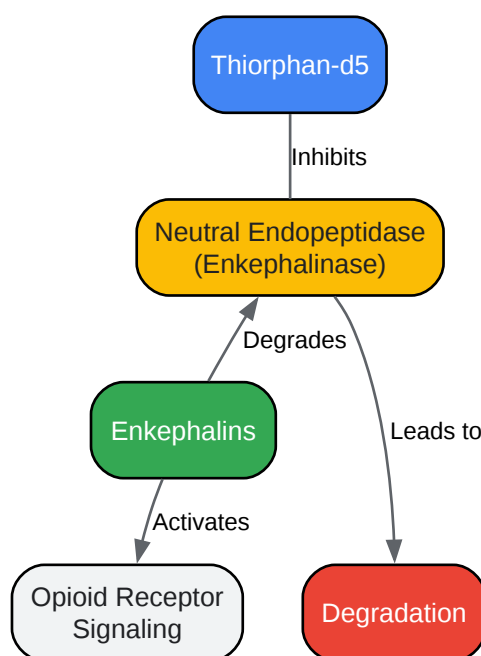 Thiorphan-d5
Inhibits
Neutral Endopeptidase
(Enkephalinase)
Degrades
Enkephalins
Leads to
Activates
Opioid Receptor
Signaling
Degradation